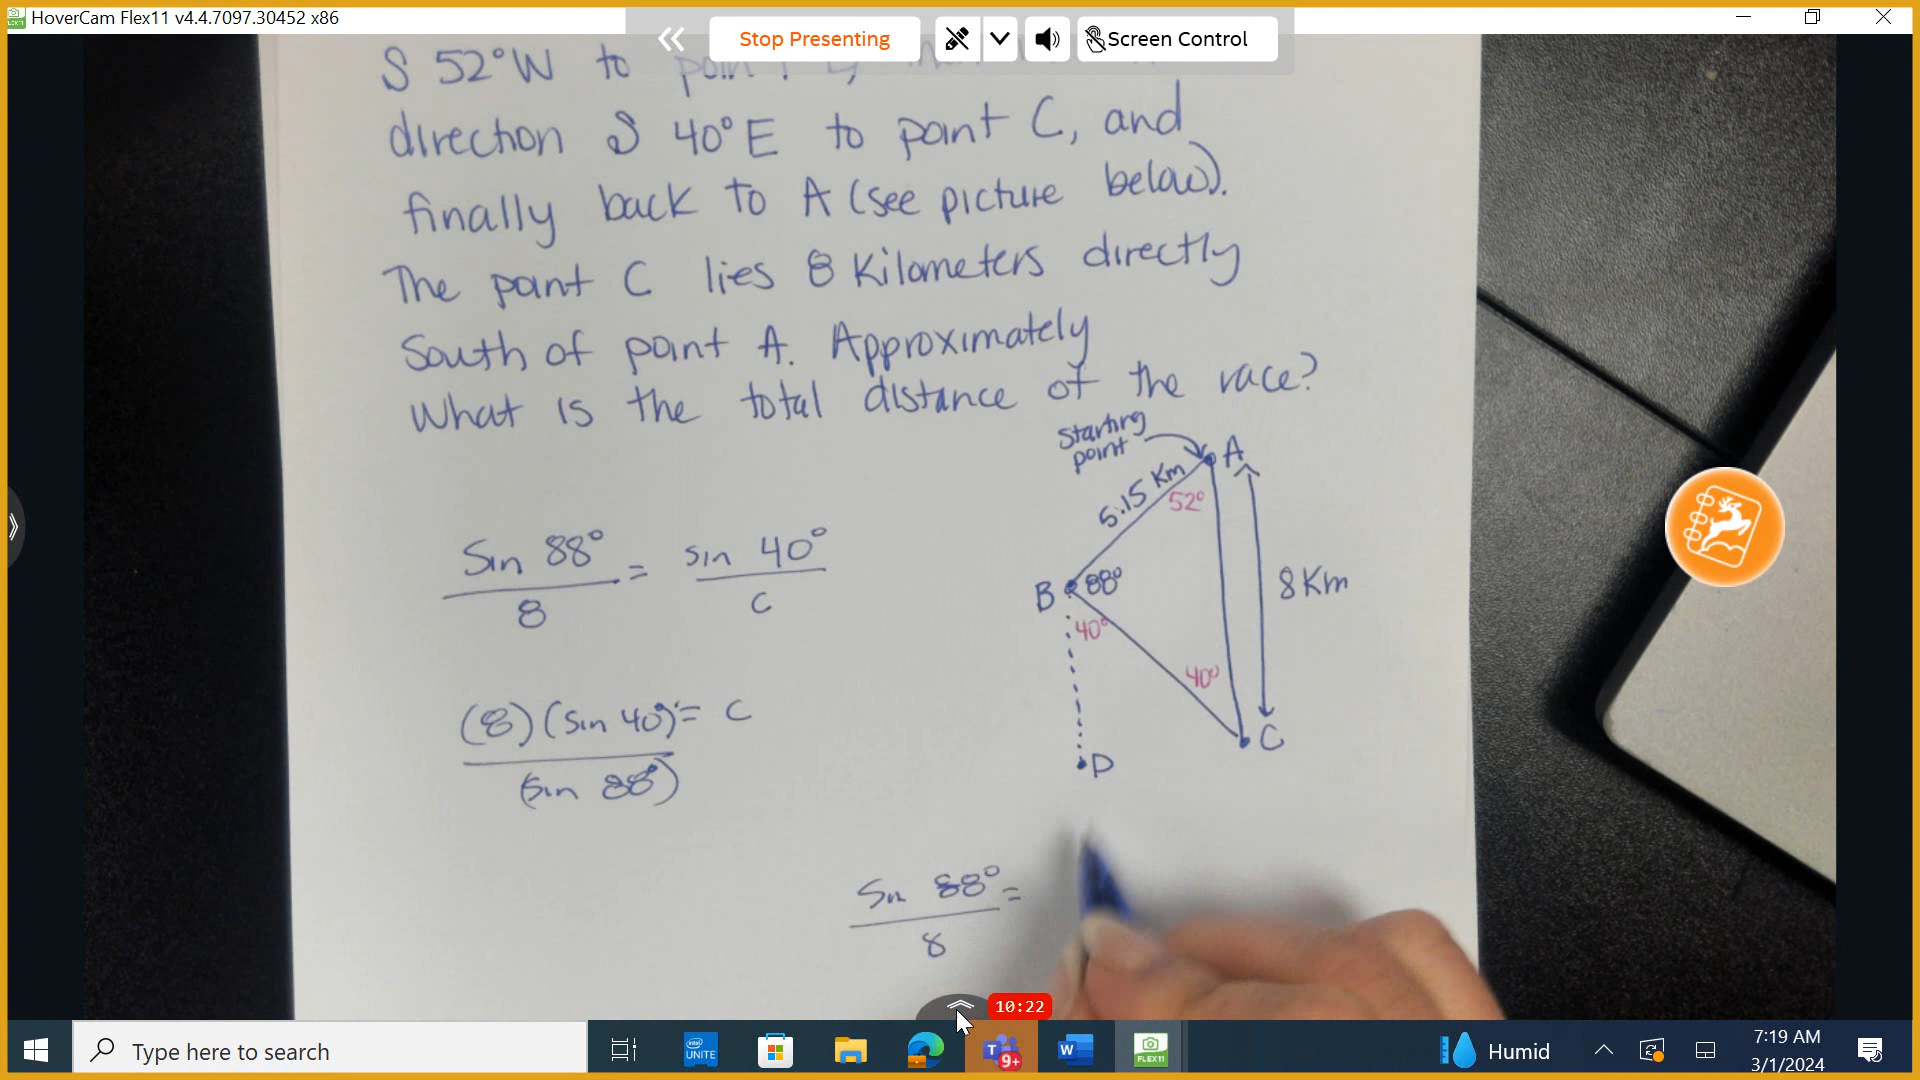 HoverCam Flex11 v4.4.7097.30452 x86
Stop Presenting
Screen Control
S 52°W to
direction S 40°E to point C, and
finally back to A (see picture below).
The point C lies 8 Kilometers directly
South of point A. Approximately
What is the total distance of the race?
Starting
point
A
5.15 Km
52°
B 88°
40°
40°
8 Km
C
D
Sin 88° = sin 40°
8 c
(8)(sin 40°) = c
(sin 88°)
Sin 88° =
8
10:22
Type here to search
intel
UNITE
T
9+
W
FLEX11
Humid
7:19 AM
3/1/2024